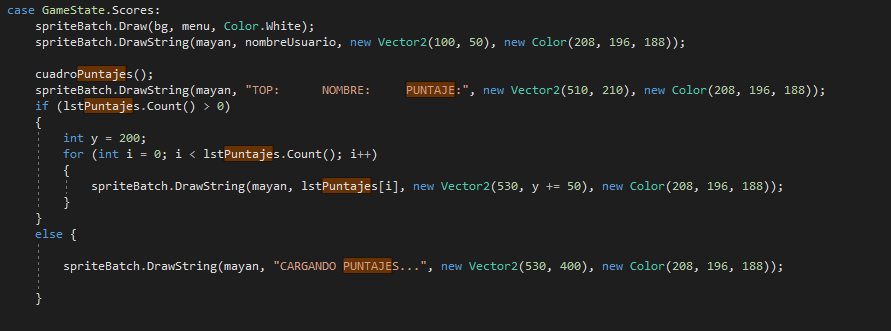 case GameState.Scores:
spriteBatch.Draw(bg, menu, Color.White);
spriteBatch.DrawString(mayan, nombreUsuario, new Vector2(100, 50), new Color(208, 196, 188));
cuadroPuntajes();
spriteBatch.DrawString(mayan, "TOP:      NOMBRE:     PUNTAJE:", new Vector2(510, 210), new Color(208, 196, 188));
if (lstPuntajes.Count() > 0)
{
int y = 200;
for (int i = 0; i < lstPuntajes.Count(); i++)
{
spriteBatch.DrawString(mayan, lstPuntajes[i], new Vector2(530, y += 50), new Color(208, 196, 188));
}
}
else {
spriteBatch.DrawString(mayan, "CARGANDO PUNTAJES...", new Vector2(530, 400), new Color(208, 196, 188));
}